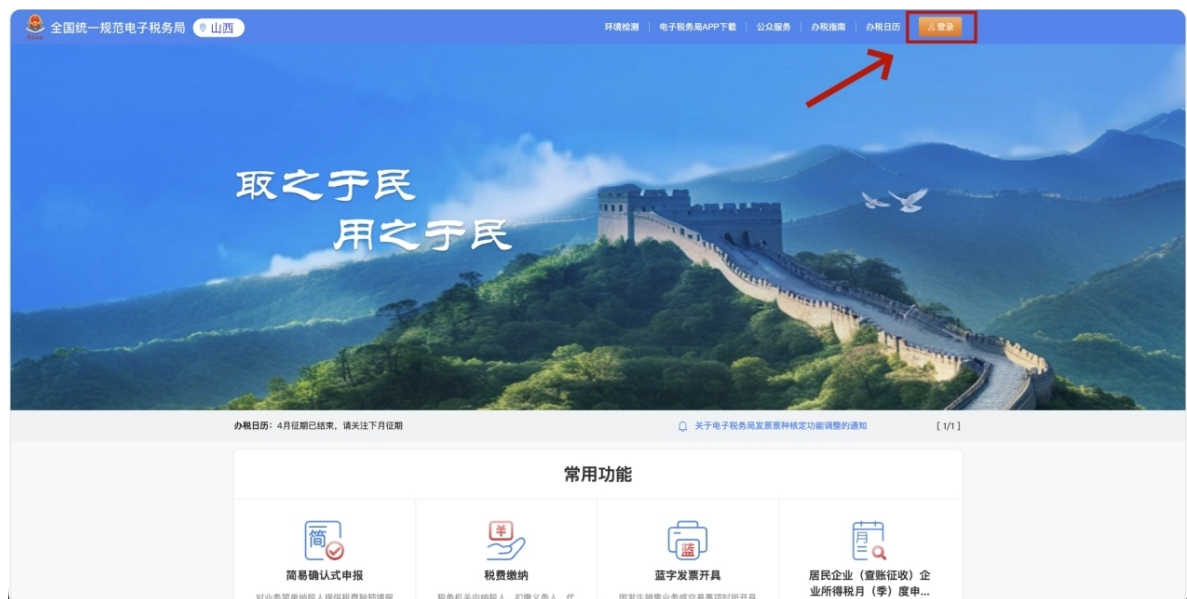 全国统一规范电子税务局 山西 环境检测 电子税务局APP下载 公众服务 办税指南 办税日历 登录
取之于民
用之于民
办税日历：4月征期已结束，请关注下月征期 关于电子税务局发票票种核定功能调整的通知 [ 1/1 ]
常用功能
简 ¥ 蓝 月
简易确认式申报 税费缴纳 蓝字发票开具 居民企业（查账征收）企
业所得税月（季）度申...